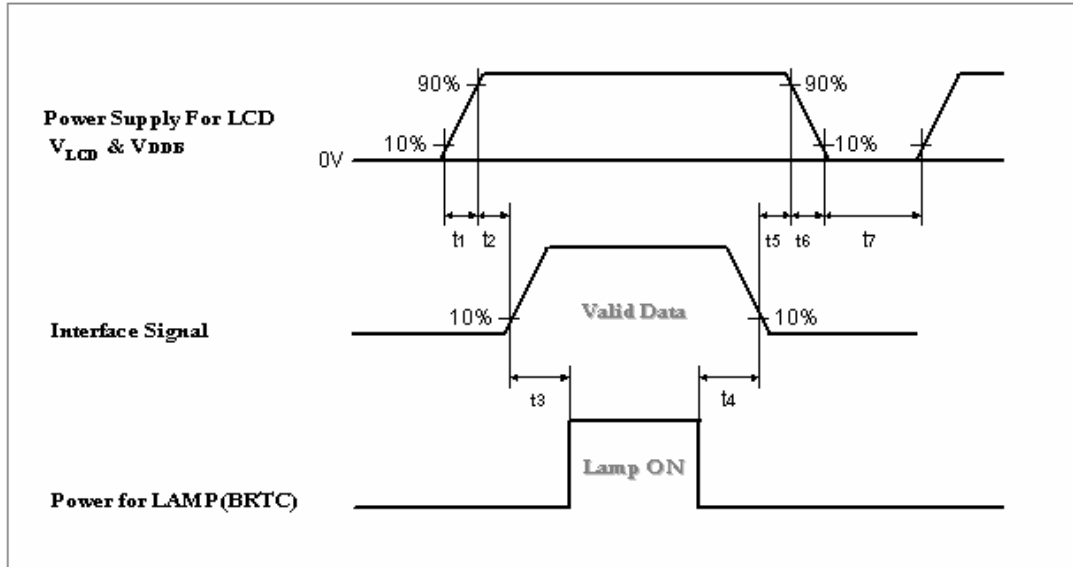 90%
90%
Power Supply For LCD
VLCD & VDDE
10%
10%
0V
t1
t2
t5
t6
t7
Interface Signal
10%
Valid Data
10%
t3
t4
Power for LAMP(BRTC)
Lamp ON